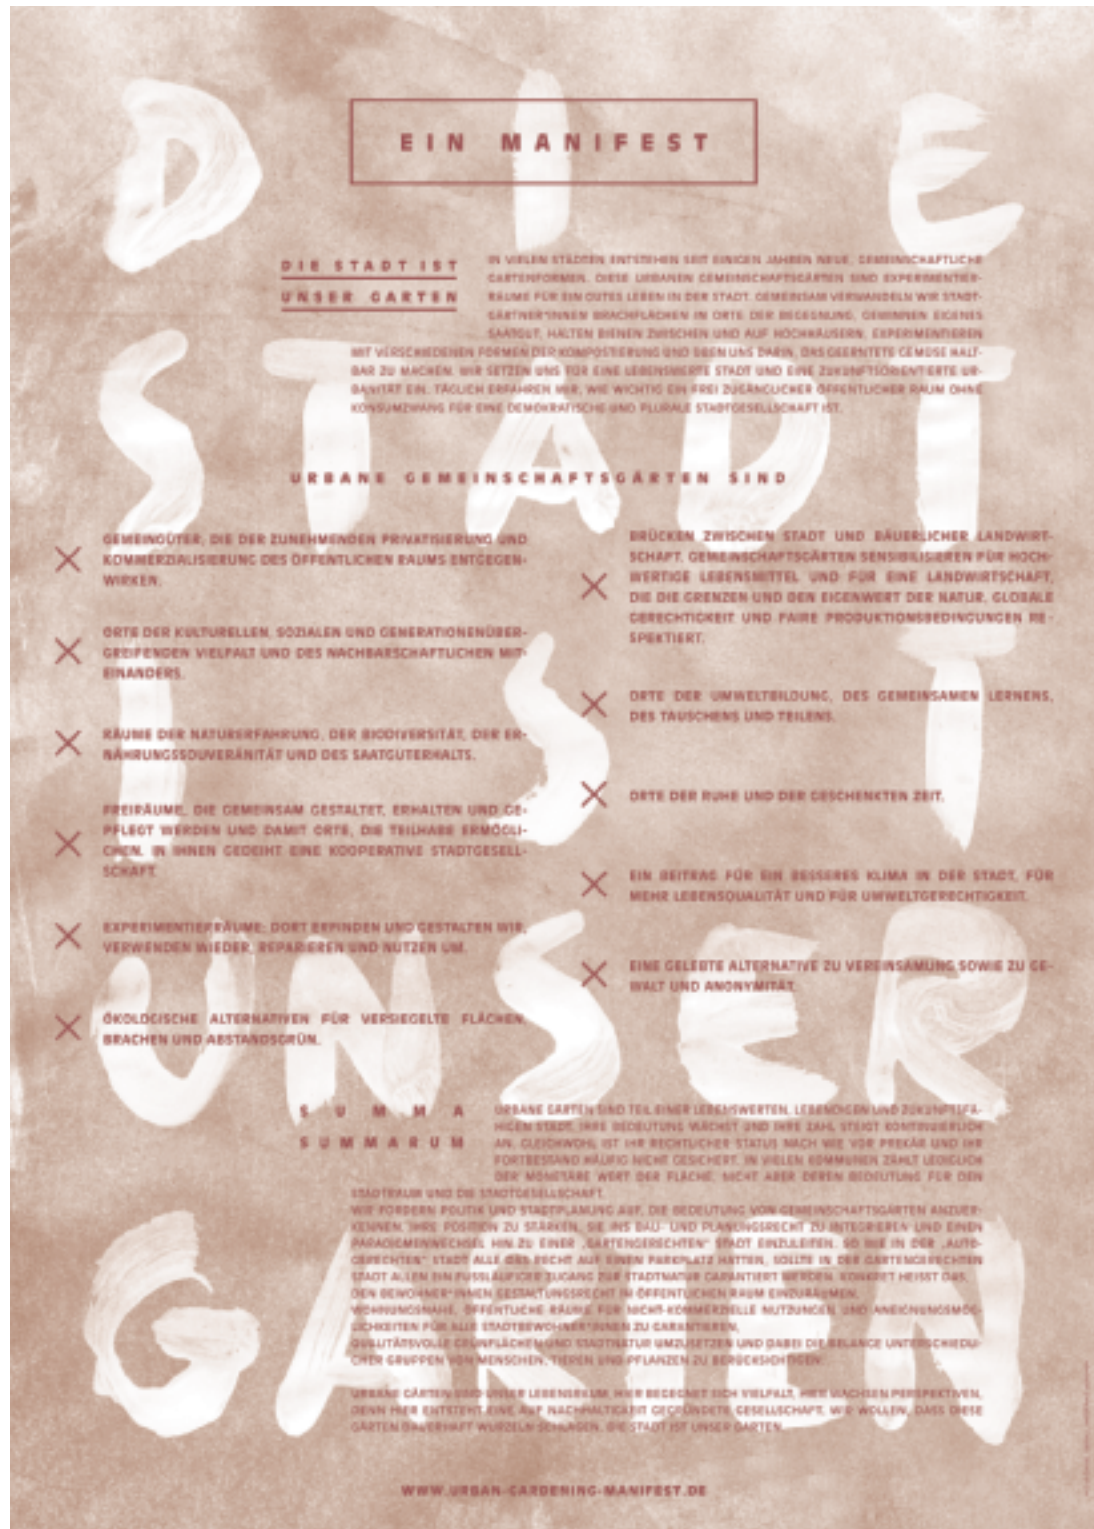 DIE
STADT
IST
UNSER
GARTEN
EIN MANIFEST
DIE STADT IST
UNSER GARTEN
IN VIELEN STÄDTEN ENTSTEHEN SEIT EINIGEN JAHREN NEUE, GEMEINSCHAFTLICHE
GARTENFORMEN. DIESE URBANEN GEMEINSCHAFTSGÄRTEN SIND EXPERIMENTIER-
RÄUME FÜR EIN GUTES LEBEN IN DER STADT. GEMEINSAM VERWANDELN WIR STADT-
GÄRTNER*INNEN BRACHFLÄCHEN IN ORTE DER BEGEGNUNG, GEWINNEN EIGENES
SAATGUT, HALTEN BIENEN ZWISCHEN UND AUF HOCHHÄUSERN, EXPERIMENTIEREN
MIT VERSCHIEDENEN FORMEN DER KOMPOSTIERUNG UND ÜBEN UNS DARIN, DAS GEERNTETE GEMÜSE HALT-
BAR ZU MACHEN. WIR SETZEN UNS FÜR EINE LEBENSWERTE STADT UND EINE ZUKUNFTSORIENTIERTE UR-
BANITÄT EIN. TÄGLICH ERFAHREN WIR, WIE WICHTIG EIN FREI ZUGÄNGLICHER ÖFFENTLICHER RAUM OHNE
KONSUMZWANG FÜR EINE DEMOKRATISCHE UND PLURALE STADTGESELLSCHAFT IST.
URBANE GEMEINSCHAFTSGÄRTEN SIND
GEMEINGÜTER, DIE DER ZUNEHMENDEN PRIVATISIERUNG UND
KOMMERZIALISIERUNG DES ÖFFENTLICHEN RAUMS ENTGEGEN-
WIRKEN.
ORTE DER KULTURELLEN, SOZIALEN UND GENERATIONENÜBER-
GREIFENDEN VIELFALT UND DES NACHBARSCHAFTLICHEN MIT-
EINANDERS.
RÄUME DER NATURERFAHRUNG, DER BIODIVERSITÄT, DER ER-
NÄHRUNGSSOUVERÄNITÄT UND DES SAATGUTERHALTS.
FREIRÄUME, DIE GEMEINSAM GESTALTET, ERHALTEN UND GE-
PFLEGT WERDEN UND DAMIT ORTE, DIE TEILHABE ERMÖGLI-
CHEN. IN IHNEN GEDEIHT EINE KOOPERATIVE STADTGESELL-
SCHAFT.
EXPERIMENTIERRÄUME: DORT ERFINDEN UND GESTALTEN WIR,
VERWENDEN WIEDER, REPARIEREN UND NUTZEN UM.
ÖKOLOGISCHE ALTERNATIVEN FÜR VERSIEGELTE FLÄCHEN,
BRACHEN UND ABSTANDSGRÜN.
BRÜCKEN ZWISCHEN STADT UND BÄUERLICHER LANDWIRT-
SCHAFT. GEMEINSCHAFTSGÄRTEN SENSIBILISIEREN FÜR HOCH-
WERTIGE LEBENSMITTEL UND FÜR EINE LANDWIRTSCHAFT,
DIE DIE GRENZEN UND DEN EIGENWERT DER NATUR, GLOBALE
GERECHTIGKEIT UND FAIRE PRODUKTIONSBEDINGUNGEN RE-
SPEKTIERT.
ORTE DER UMWELTBILDUNG, DES GEMEINSAMEN LERNENS,
DES TAUSCHENS UND TEILENS.
ORTE DER RUHE UND DER GESCHENKTEN ZEIT.
EIN BEITRAG FÜR EIN BESSERES KLIMA IN DER STADT, FÜR
MEHR LEBENSQUALITÄT UND FÜR UMWELTGERECHTIGKEIT.
EINE GELEBTE ALTERNATIVE ZU VEREINSAMUNG SOWIE ZU GE-
WALT UND ANONYMITÄT.
SUMMA
SUMMARUM
URBANE GÄRTEN SIND TEIL EINER LEBENSWERTEN, LEBENDIGEN UND ZUKUNFTSFÄ-
HIGEN STADT. IHRE BEDEUTUNG WÄCHST UND IHRE ZAHL STEIGT KONTINUIERLICH
AN. GLEICHWOHL IST IHR RECHTLICHER STATUS NACH WIE VOR PREKÄR UND IHR
FORTBESTAND HÄUFIG NICHT GESICHERT. IN VIELEN KOMMUNEN ZÄHLT LEDIGLICH
DER MONETÄRE WERT DER FLÄCHE, NICHT ABER DEREN BEDEUTUNG FÜR DEN
STADTRAUM UND DIE STADTGESELLSCHAFT.
WIR FORDERN POLITIK UND STADTPLANUNG AUF, DIE BEDEUTUNG VON GEMEINSCHAFTSGÄRTEN ANZUER-
KENNEN, IHRE POSITION ZU STÄRKEN, SIE INS BAU- UND PLANUNGSRECHT ZU INTEGRIEREN UND EINEN
PARADIGMENWECHSEL HIN ZU EINER „GARTENGERECHTEN“ STADT EINZULEITEN. SO WIE IN DER „AUTO-
GERECHTEN“ STADT ALLE DAS RECHT AUF EINEN PARKPLATZ HATTEN, SOLLTE IN DER GARTENGERECHTEN
STADT ALLEN EIN FUSSLÄUFIGER ZUGANG ZUR STADTNATUR GARANTIERT WERDEN. KONKRET HEISST DAS,
DEN BEWOHNER*INNEN GESTALTUNGSRECHT IM ÖFFENTLICHEN RAUM EINZURÄUMEN,
WOHNUNGSNAHE, ÖFFENTLICHE RÄUME FÜR NICHT-KOMMERZIELLE NUTZUNGEN UND ANEIGNUNGSMÖG-
LICHKEITEN FÜR ALLE STADTBEWOHNER*INNEN ZU GARANTIEREN,
QUALITÄTSVOLLE GRÜNFLÄCHEN UND STADTNATUR UMZUSETZEN UND DABEI DIE BELANGE UNTERSCHIEDLI-
CHER GRUPPEN VON MENSCHEN, TIEREN UND PFLANZEN ZU BERÜCKSICHTIGEN.
URBANE GÄRTEN SIND UNSER LEBENSRAUM. HIER BEGEGNET SICH VIELFALT, HIER WACHSEN PERSPEKTIVEN,
DENN HIER ENTSTEHT EINE AUF NACHHALTIGKEIT GEGRÜNDETE GESELLSCHAFT. WIR WOLLEN, DASS DIESE
GÄRTEN DAUERHAFT WURZELN SCHLAGEN. DIE STADT IST UNSER GARTEN.
WWW.URBAN-GARDENING-MANIFEST.DE